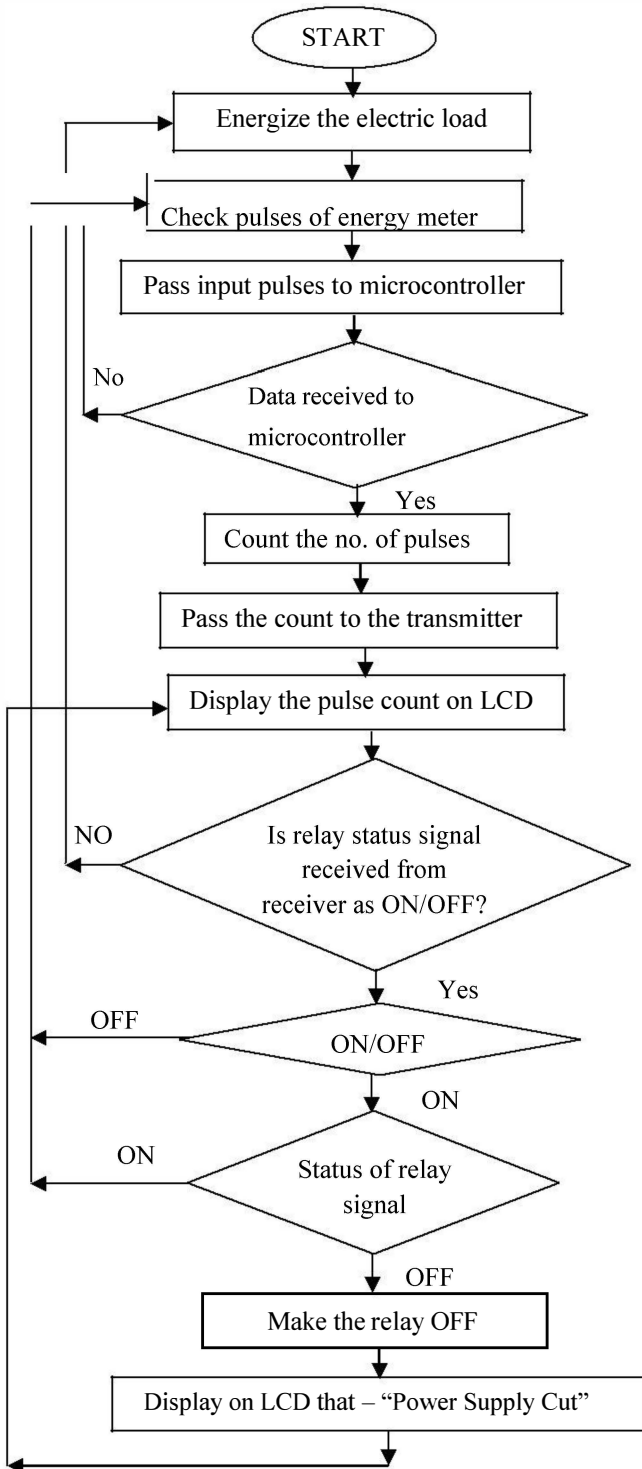 START
Energize the electric load
Check pulses of energy meter
Pass input pulses to microcontroller
No
Data received to
microcontroller
Yes
Count the no. of pulses
Pass the count to the transmitter
Display the pulse count on LCD
NO
Is relay status signal
received from
receiver as ON/OFF?
Yes
OFF
ON/OFF
ON
ON
Status of relay
signal
OFF
Make the relay OFF
Display on LCD that – “Power Supply Cut”